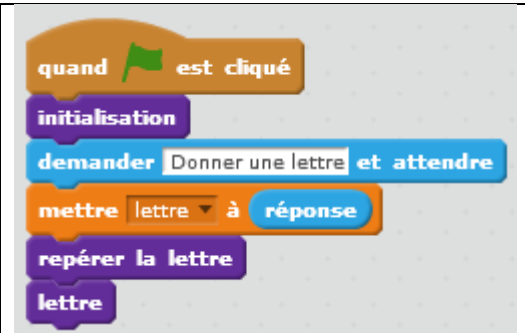 quand est cliqué
initialisation
demander Donner une lettre et attendre
mettre lettre à réponse
repérer la lettre
lettre